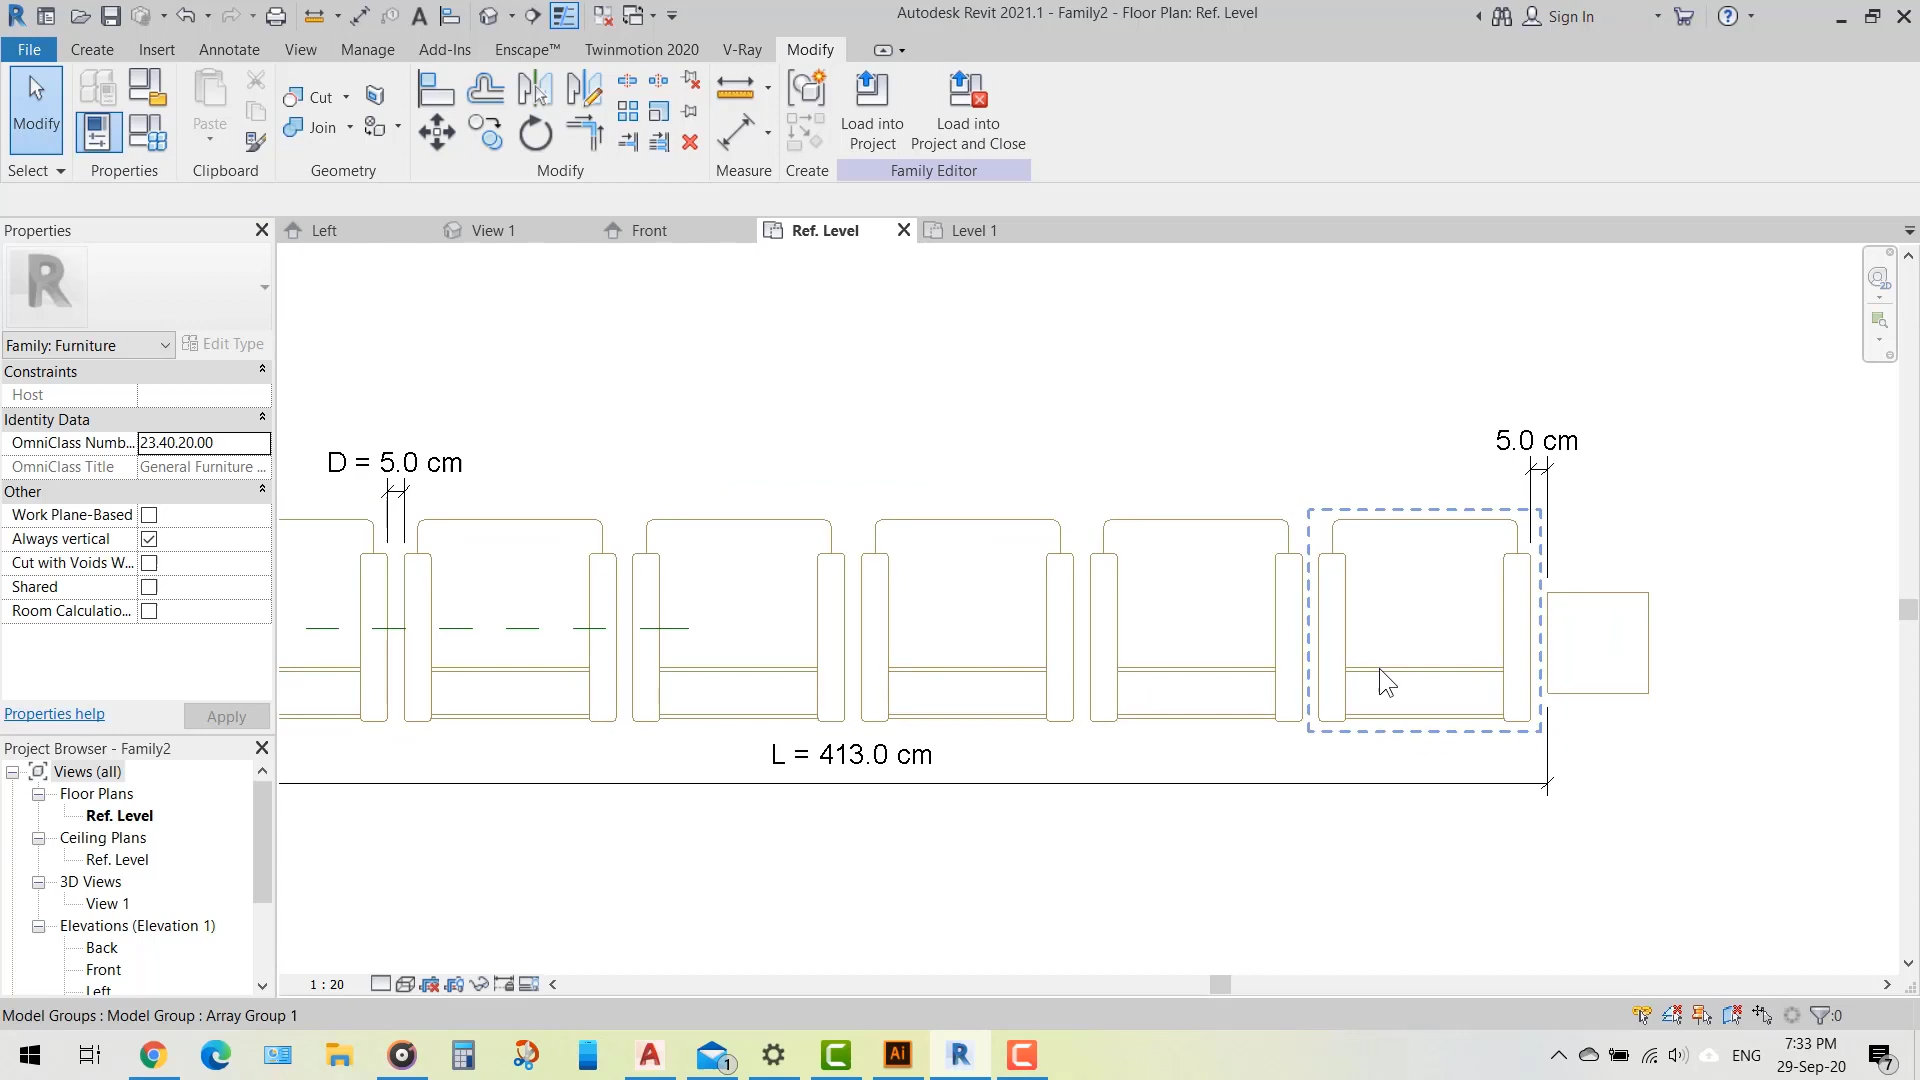 Autodesk Revit 2021.1 - Family2 - Floor Plan: Ref. Level
Sign In
File Create Insert Annotate View Manage Add-Ins Enscape™ Twinmotion 2020 V-Ray Modify
Modify
Paste
Cut
Join
Load into Project
Load into Project and Close
Select Properties Clipboard Geometry Modify Measure Create Family Editor
Properties
Left
View 1
Front
Ref. Level
Level 1
Family: Furniture
Edit Type
Constraints
Host
Identity Data
OmniClass Numb... 23.40.20.00
OmniClass Title General Furniture ...
Other
Work Plane-Based
Always vertical
Cut with Voids W...
Shared
Room Calculatio...
Properties help
Apply
Project Browser - Family2
Views (all)
Floor Plans
Ref. Level
Ceiling Plans
Ref. Level
3D Views
View 1
Elevations (Elevation 1)
Back
Front
Left
D = 5.0 cm
5.0 cm
L = 413.0 cm
2D
1 : 20
Model Groups : Model Group : Array Group 1
:0
1
Ai
ENG
7:33 PM
29-Sep-20
7